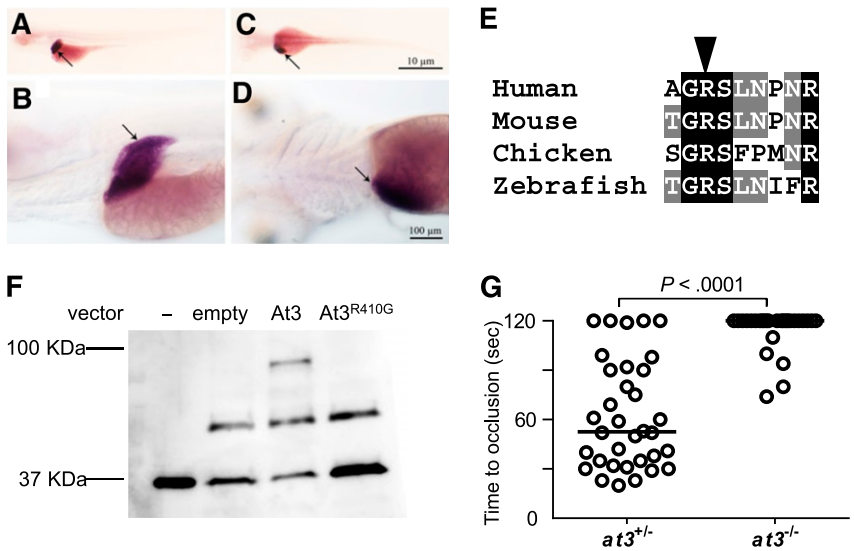 A
C
10 µm
B
D
100 µm
E
Human AGRSLNPNR
Mouse TGRSLNPNR
Chicken SGRSFPMNR
Zebrafish TGRSLNIFR
F
vector – empty At3 At3R410G
100 KDa
37 KDa
G
P < .0001
Time to occlusion (sec)
120
60
0
at3+/-
at3-/-